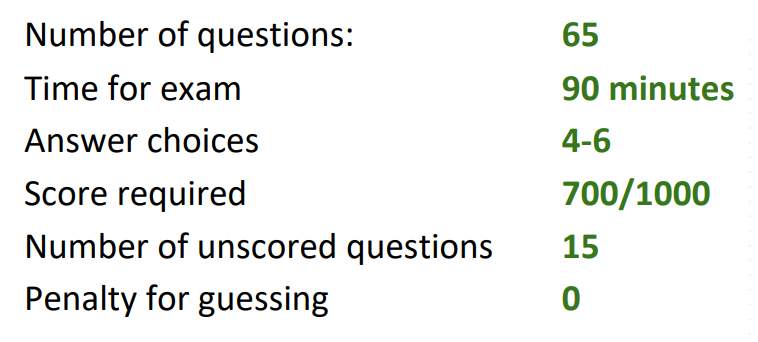 Number of questions: 65
Time for exam 90 minutes
Answer choices 4-6
Score required 700/1000
Number of unscored questions 15
Penalty for guessing 0